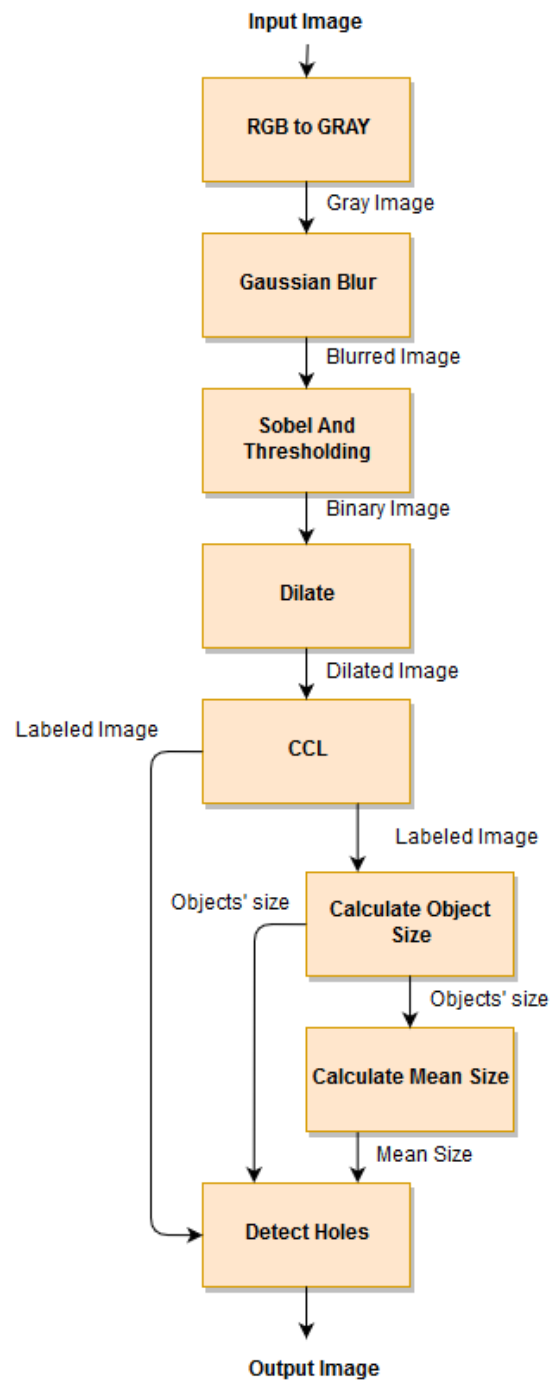 Input Image
RGB to GRAY
Gray Image
Gaussian Blur
Blurred Image
Sobel And
Thresholding
Binary Image
Dilate
Dilated Image
Labeled Image
CCL
Labeled Image
Objects' size
Calculate Object
Size
Objects' size
Calculate Mean Size
Mean Size
Detect Holes
Output Image